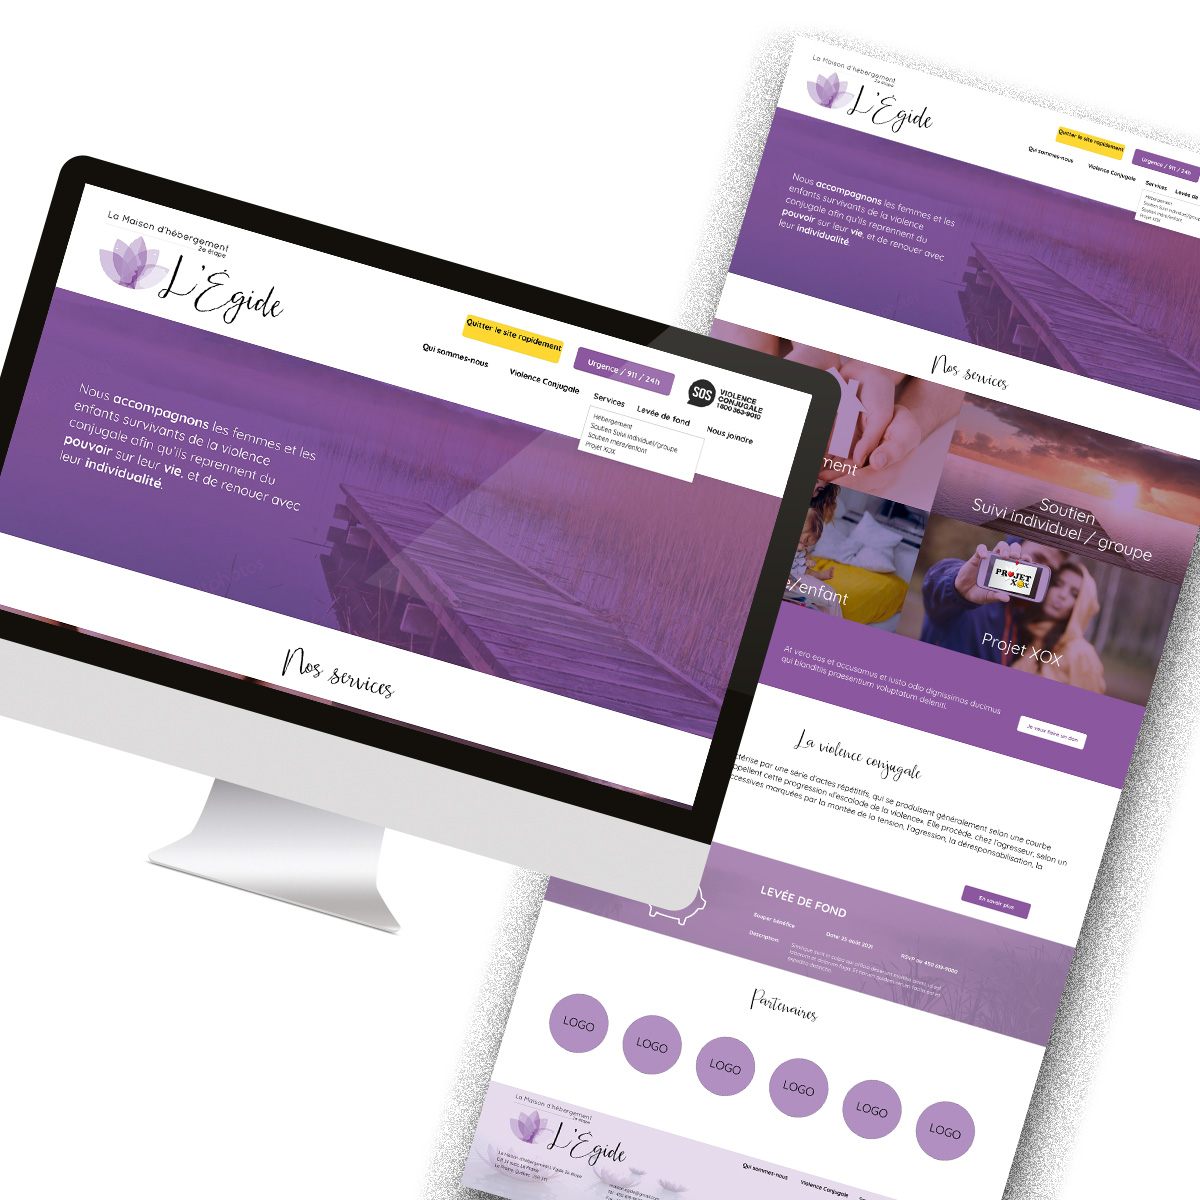 La Maison d'hébergement
2e étape
L'Égide
Quitter le site rapidement
Urgence / 911 / 24h
SOS
VIOLENCE
CONJUGALE
1 800 363-9010
Qui sommes-nous
Violence Conjugale
Services
Levée de fond
Nous joindre
Hébergement
Soutien Suivi individuel/groupe
Soutien mère/enfant
Projet XOX
Nous accompagnons les femmes et les
enfants survivants de la violence
conjugale afin qu'ils reprennent du
pouvoir sur leur vie, et de renouer avec
leur individualité.
Nos services
La Maison d'hébergement
2e étape
L'Égide
Quitter le site rapidement
Urgence / 911 / 24h
Qui sommes-nous
Violence Conjugale
Services
Levée de
Hébergement
Soutien Suivi individuel/group
Soutien mère/enfant
Projet XOX
Nous accompagnons les femmes et les
enfants survivants de la violence
conjugale afin qu'ils reprennent du
pouvoir sur leur vie, et de renouer avec
leur individualité.
Nos services
ment
Soutien
Suivi individuel / groupe
e/enfant
PROJET
XOX
Projet XOX
At vero eos et accusamus et iusto odio dignissimos ducimus
qui blanditiis praesentium voluptatum deleniti.
Je veux faire un don
La violence conjugale
ctérise par une série d'actes répétitifs, qui se produisent généralement selon une courbe
ppellent cette progression «l'escalade de la violence». Elle procède, chez l'agresseur, selon un
ccessives marquées par la montée de la tension, l'agression, la déresponsabilisation, la
En savoir plus
LEVÉE DE FOND
Souper bénéfice
Date: 25 août 2021
RSVP au 450 619-9000
Description:
Partenaires
LOGO
LOGO
LOGO
LOGO
LOGO
LOGO
La Maison d'hébergement
2e étape
L'Égide
Qui sommes-nous
Violence Conjugale